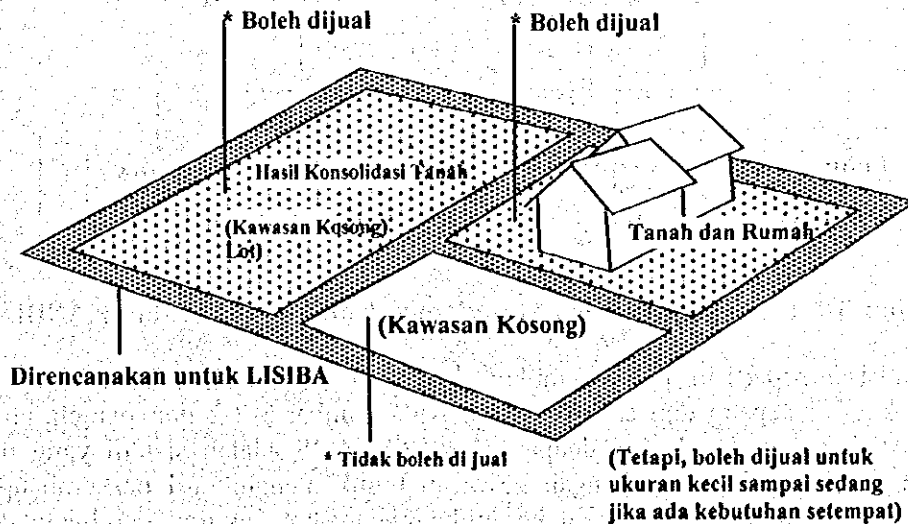 * Boleh dijual
* Boleh dijual
Hasil Konsolidasi Tanah
(Kawasan Kosong)
Lot)
Tanah dan Rumah
(Kawasan Kosong)
Direncanakan untuk LISIBA
* Tidak boleh di jual
(Tetapi, boleh dijual untuk
ukuran kecil sampai sedang
jika ada kebutuhan setempat)